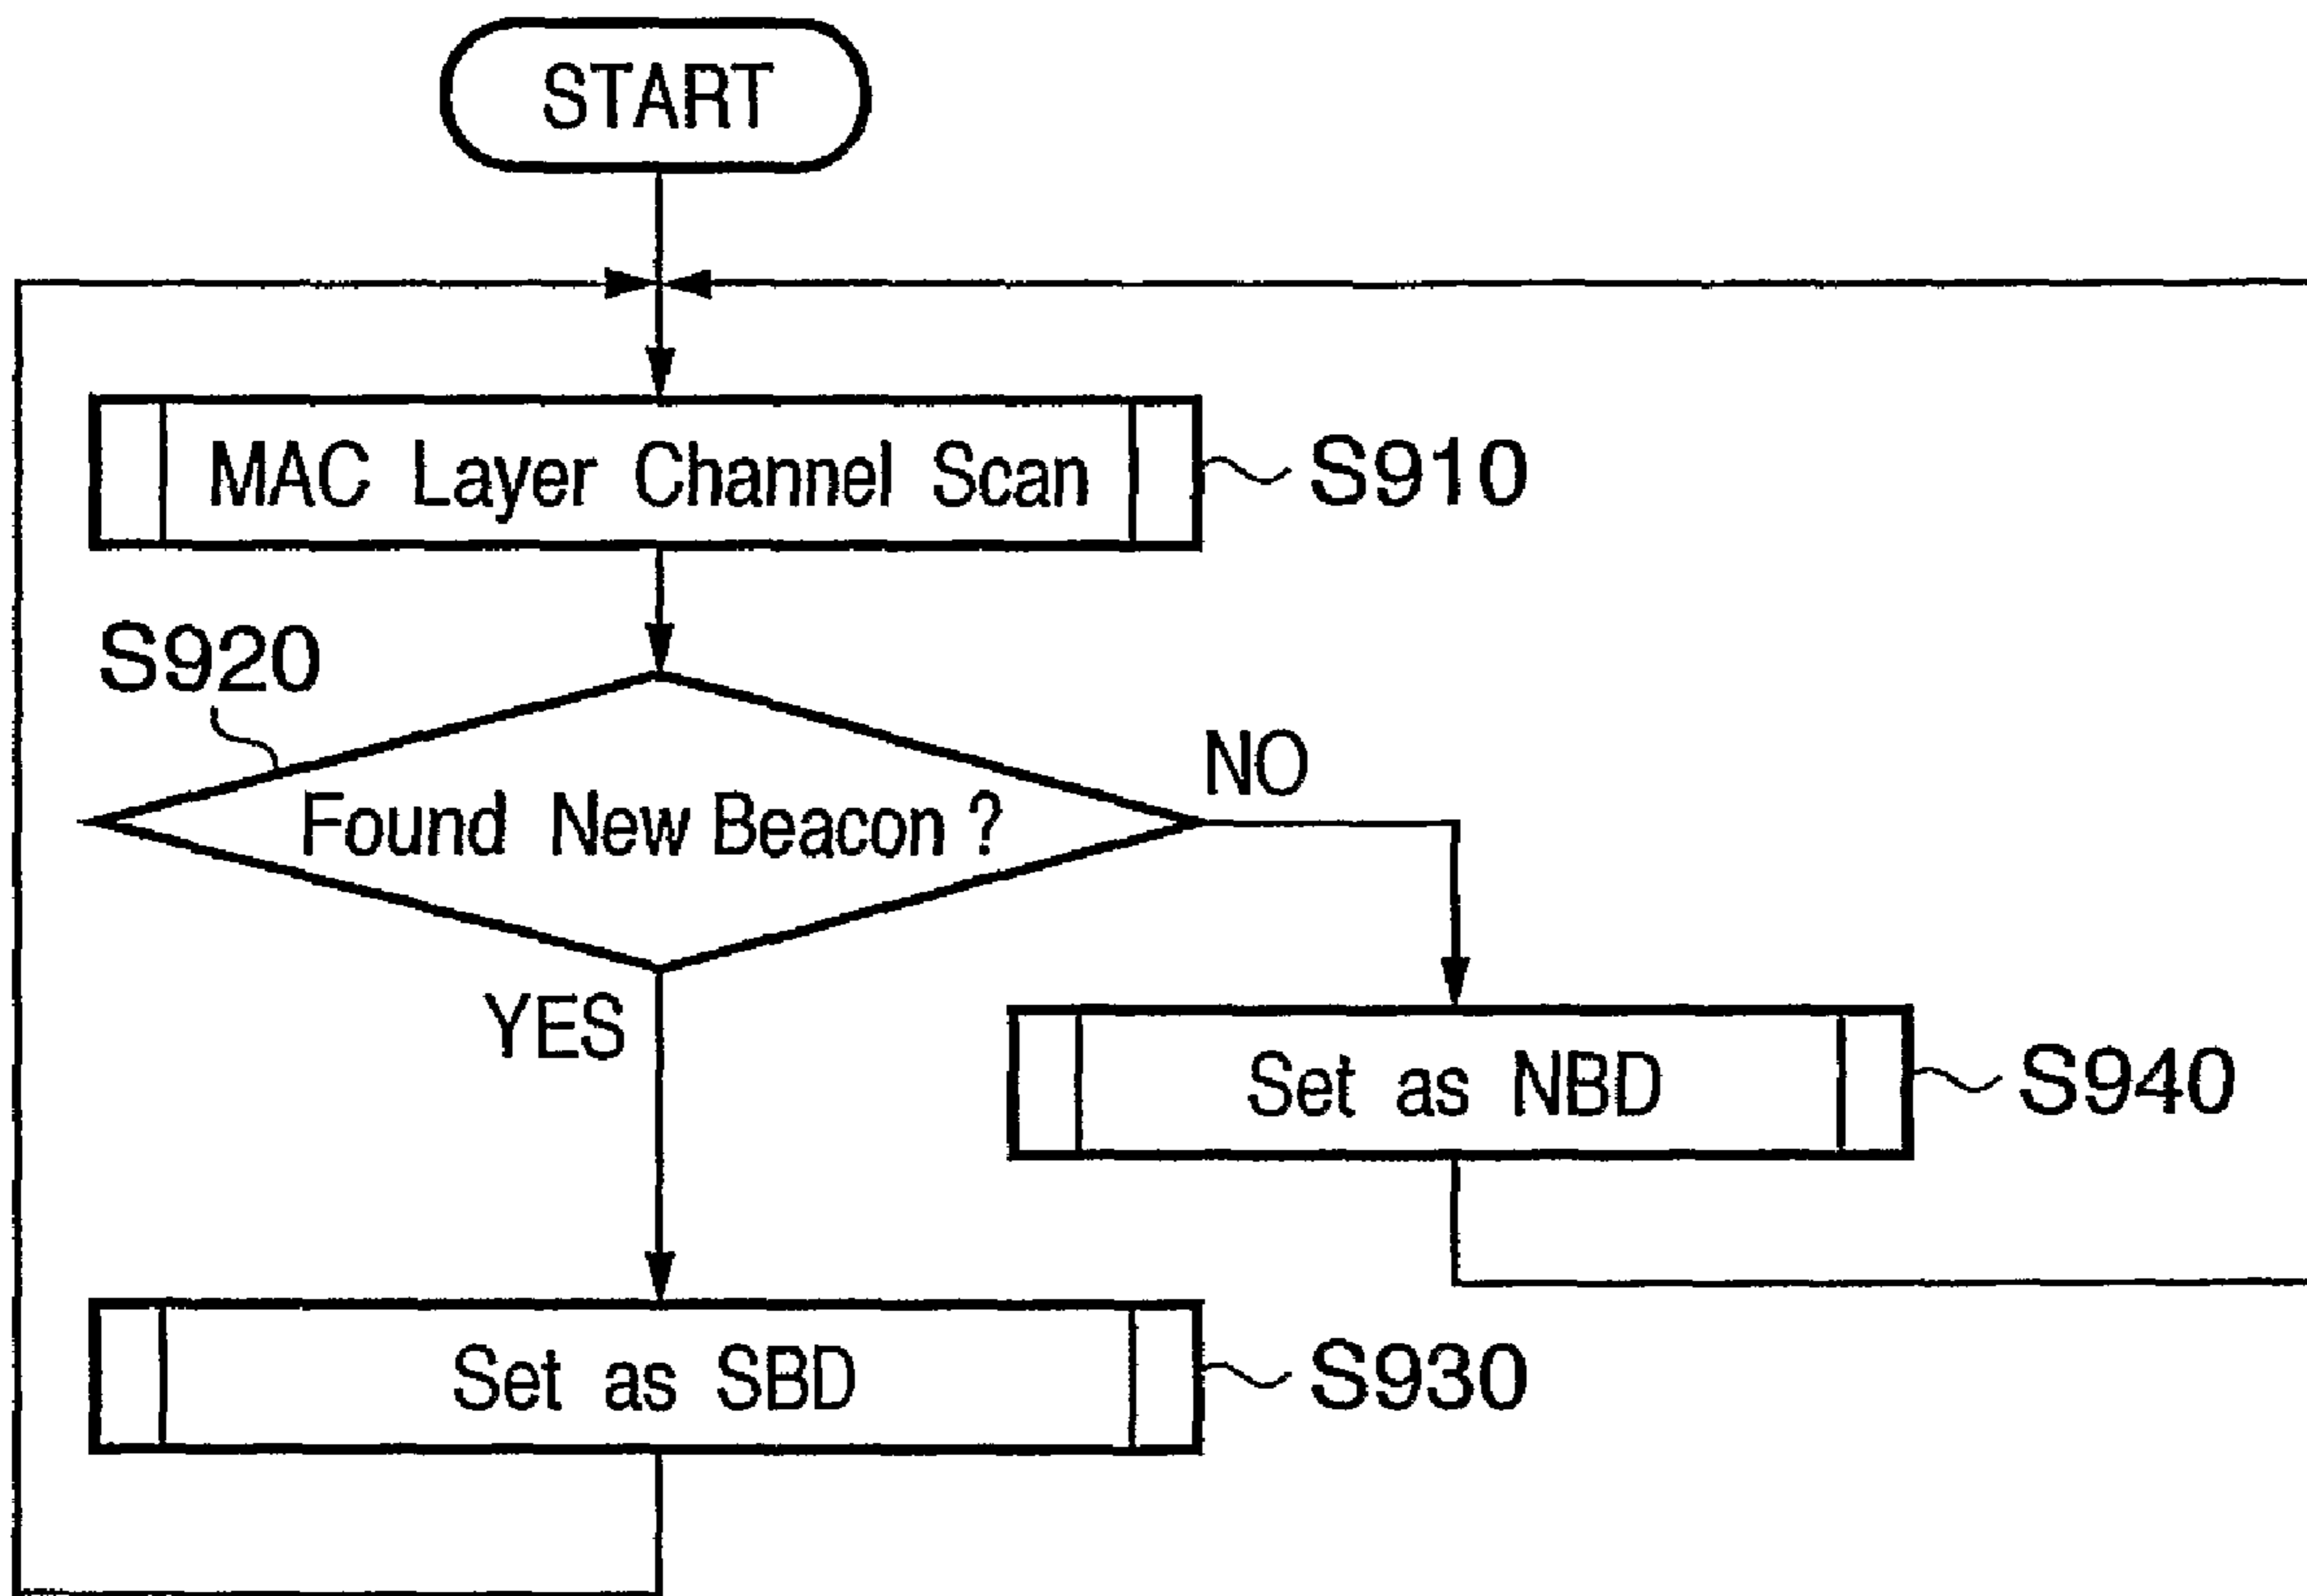 START
MAC Layer Channel Scan
S910
S920
Found New Beacon ?
NO
YES
Set as NBD
S940
Set as SBD
S930